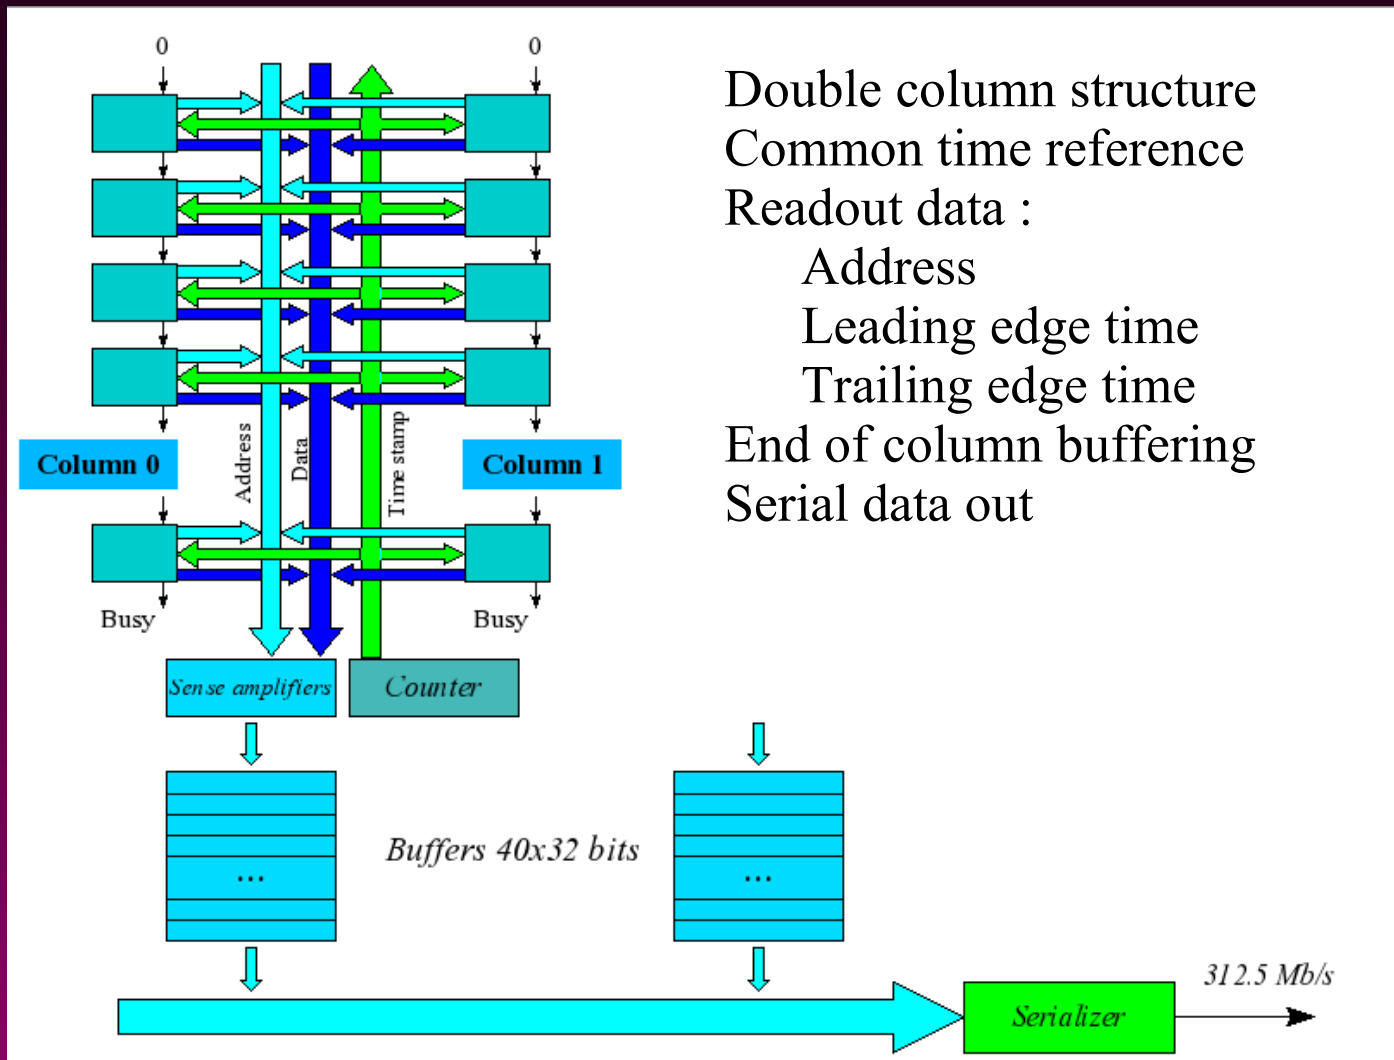 0
0
Double column structure
Common time reference
Readout data :
Address
Leading edge time
Trailing edge time
End of column buffering
Serial data out
Column 0
Address
Data
Time stamp
Column 1
Busy
Busy
Sense amplifiers
Counter
...
Buffers 40x32 bits
...
312.5 Mb/s
Serializer